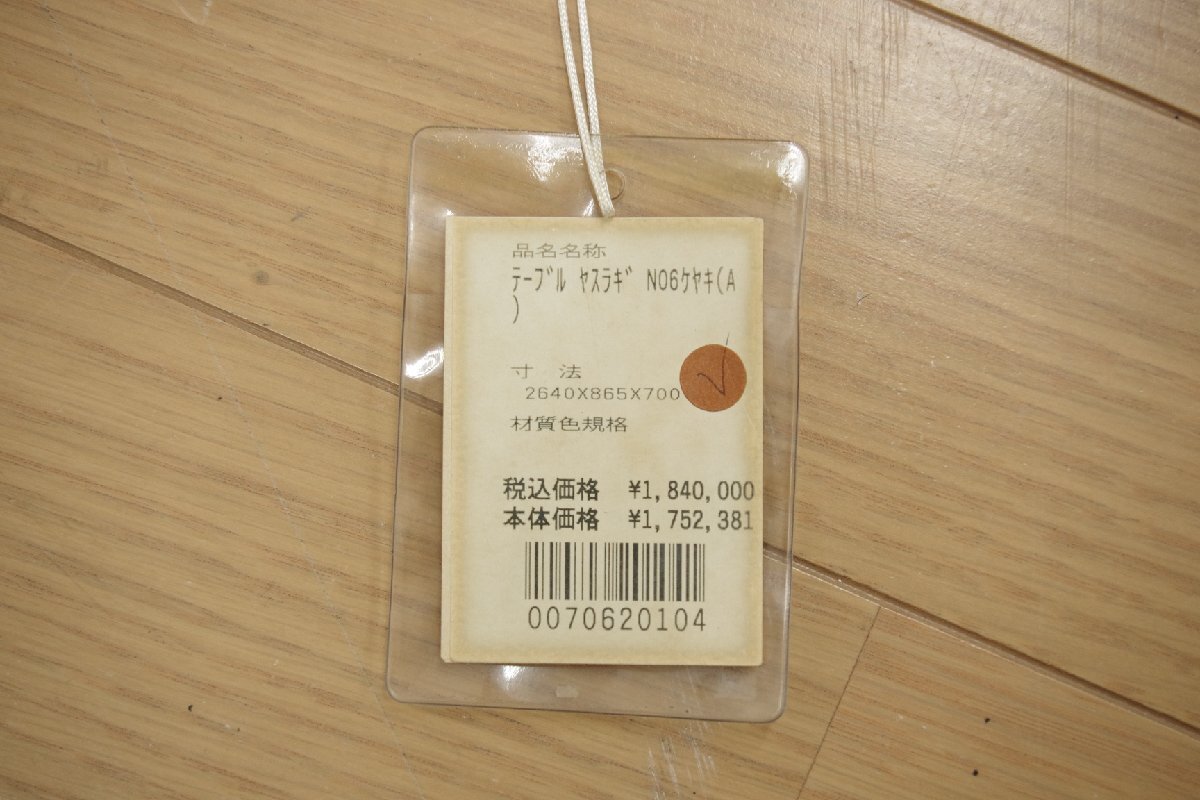 品名名称
ﾃｰﾌﾞﾙ ﾔｽﾗｷﾞ NO6ｹﾔｷ(A
)
寸 法
2640X865X700
材質色規格
税込価格 ¥1,840,000
本体価格 ¥1,752,381
0070620104